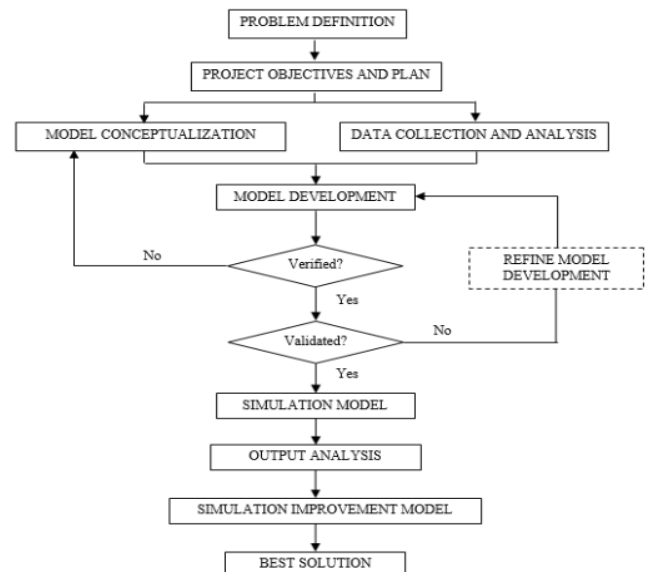 PROBLEM DEFINITION
PROJECT OBJECTIVES AND PLAN
MODEL CONCEPTUALIZATION
DATA COLLECTION AND ANALYSIS
MODEL DEVELOPMENT
No
Verified?
REFINE MODEL
DEVELOPMENT
Yes
No
Validated?
Yes
SIMULATION MODEL
OUTPUT ANALYSIS
SIMULATION IMPROVEMENT MODEL
BEST SOLUTION